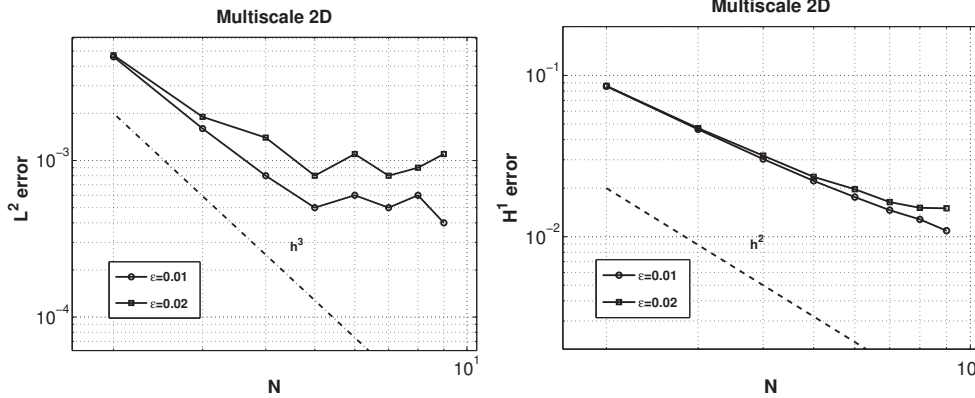 Multiscale 2D
L² error
10⁻³
10⁻⁴
h³
ε=0.01
ε=0.02
10¹
N
Multiscale 2D
H¹ error
10⁻¹
10⁻²
h²
ε=0.01
ε=0.02
10
N